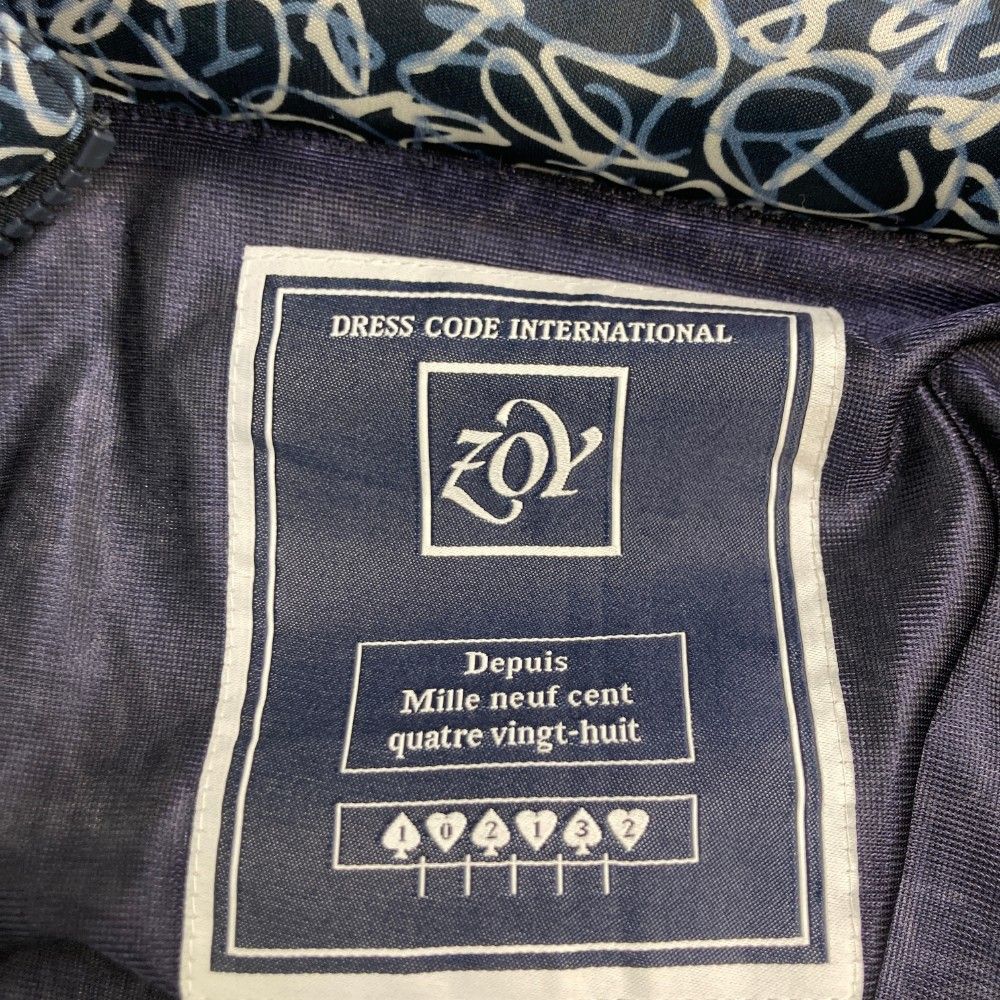 DRESS CODE INTERNATIONAL
ZOY
Depuis
Mille neuf cent
quatre vingt-huit
1 0 2 1 3 2